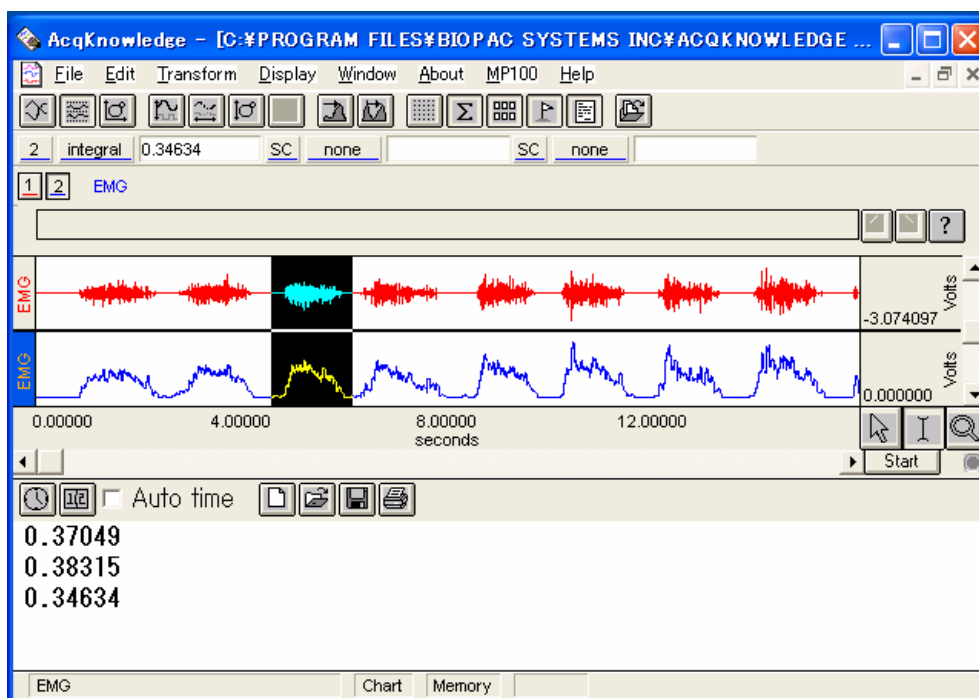 AcqKnowledge - [C:¥PROGRAM FILES¥BIOPAC SYSTEMS INC¥ACQKNOWLEDGE ...
File Edit Transform Display Window About MP100 Help
2 integral 0.34634 SC none SC none
1 2 EMG
?
EMG
Volts
-3.074097
EMG
Volts
0.000000
0.00000 4.00000 8.00000 12.00000
seconds
Start
Auto time
0.37049
0.38315
0.34634
EMG Chart Memory